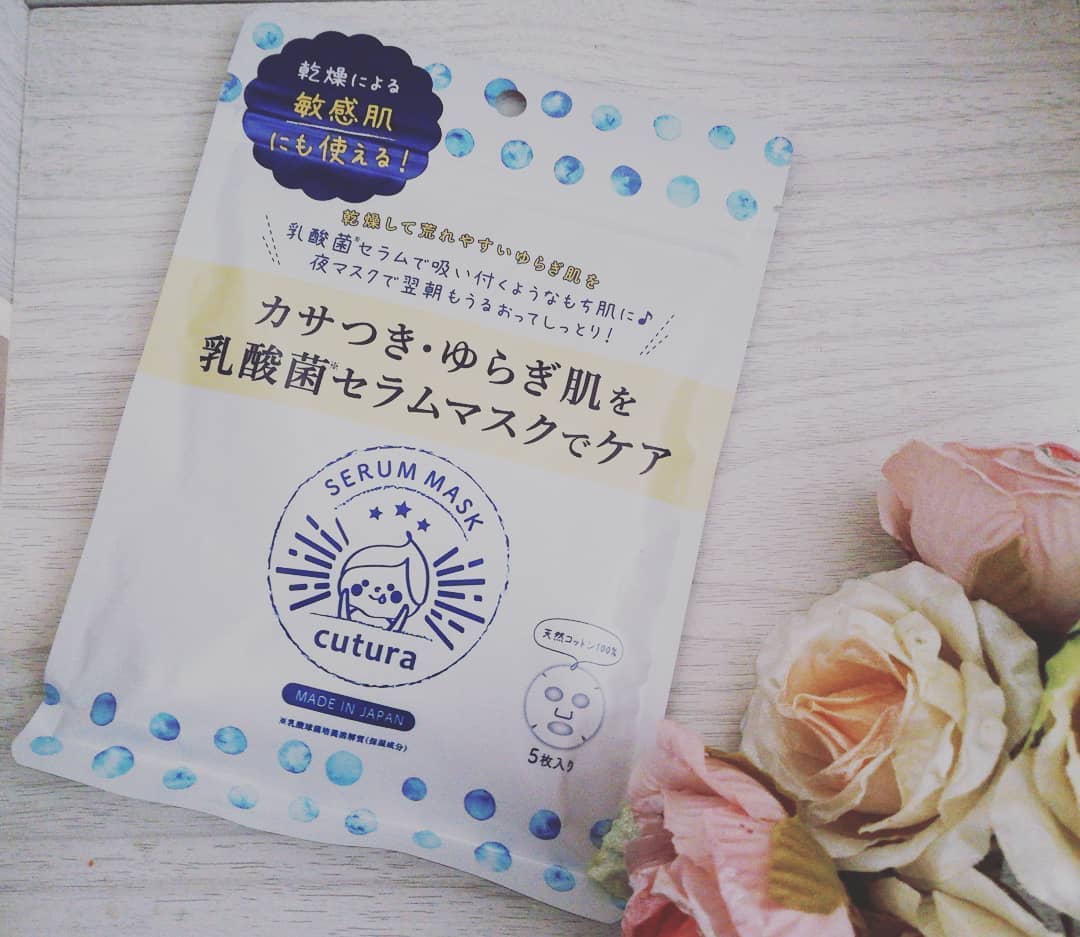 乾燥による
敏感肌
にも使える!
乾燥して荒れやすいゆらぎ肌を
乳酸菌※セラムで吸い付くようなもち肌に♪
夜マスクで翌朝もうるおってしっとり!
カサつき・ゆらぎ肌を
乳酸菌※セラムマスクでケア
SERUM MASK
cutura
MADE IN JAPAN
※乳酸球菌培養溶解質(保湿成分)
天然コットン100%
5枚入り